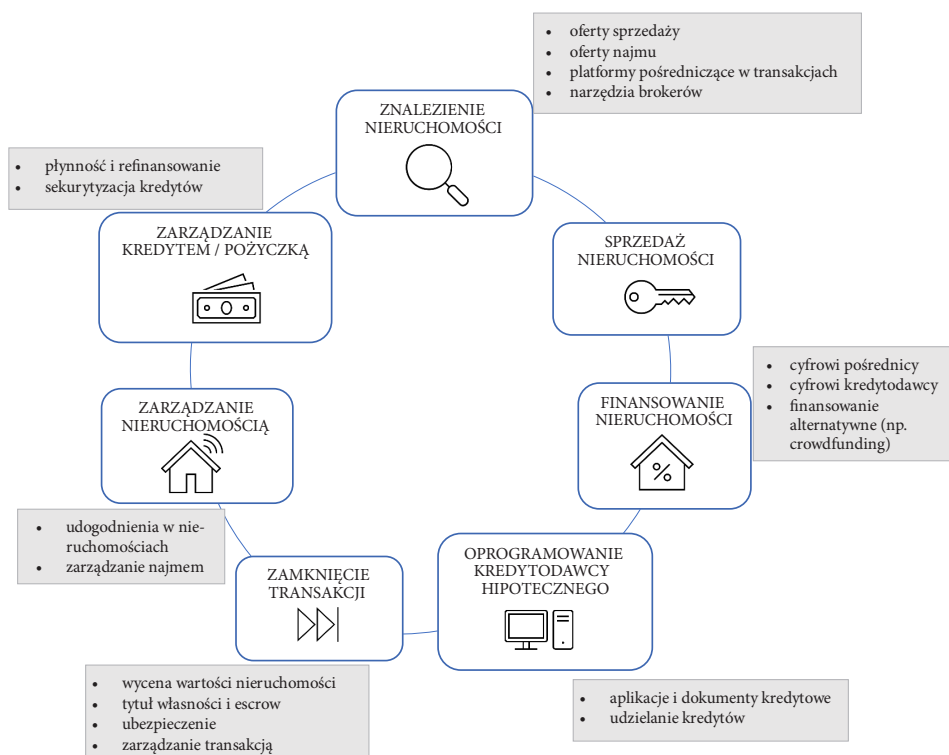 • oferty sprzedaży
• oferty najmu
• platformy pośredniczące w transakcjach
• narzędzia brokerów
ZNALEZIENIE
NIERUCHOMOŚCI
• płynność i refinansowanie
• sekurytyzacja kredytów
ZARZĄDZANIE
KREDYTEM / POŻYCZKĄ
SPRZEDAŻ
NIERUCHOMOŚCI
• cyfrowi pośrednicy
• cyfrowi kredytodawcy
• finansowanie
alternatywne (np.
crowdfunding)
ZARZĄDZANIE
NIERUCHOMOŚCIĄ
FINANSOWANIE
NIERUCHOMOŚCI
%
• udogodnienia w nie-
ruchomościach
• zarządzanie najmem
ZAMKNIĘCIE
TRANSAKCJI
OPROGRAMOWANIE
KREDYTODAWCY
HIPOTECZNEGO
• wycena wartości nieruchomości
• tytuł własności i escrow
• ubezpieczenie
• zarządzanie transakcją
• aplikacje i dokumenty kredytowe
• udzielanie kredytów